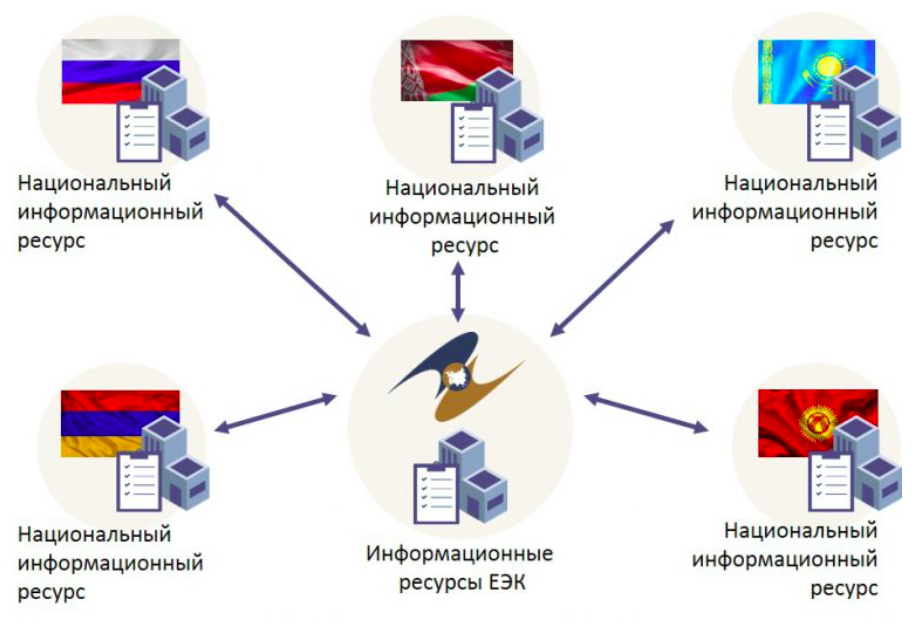 Национальный
информационный
ресурс
Национальный
информационный
ресурс
Национальный
информационный
ресурс
Национальный
информационный
ресурс
Информационные
ресурсы ЕЭК
Национальный
информационный
ресурс